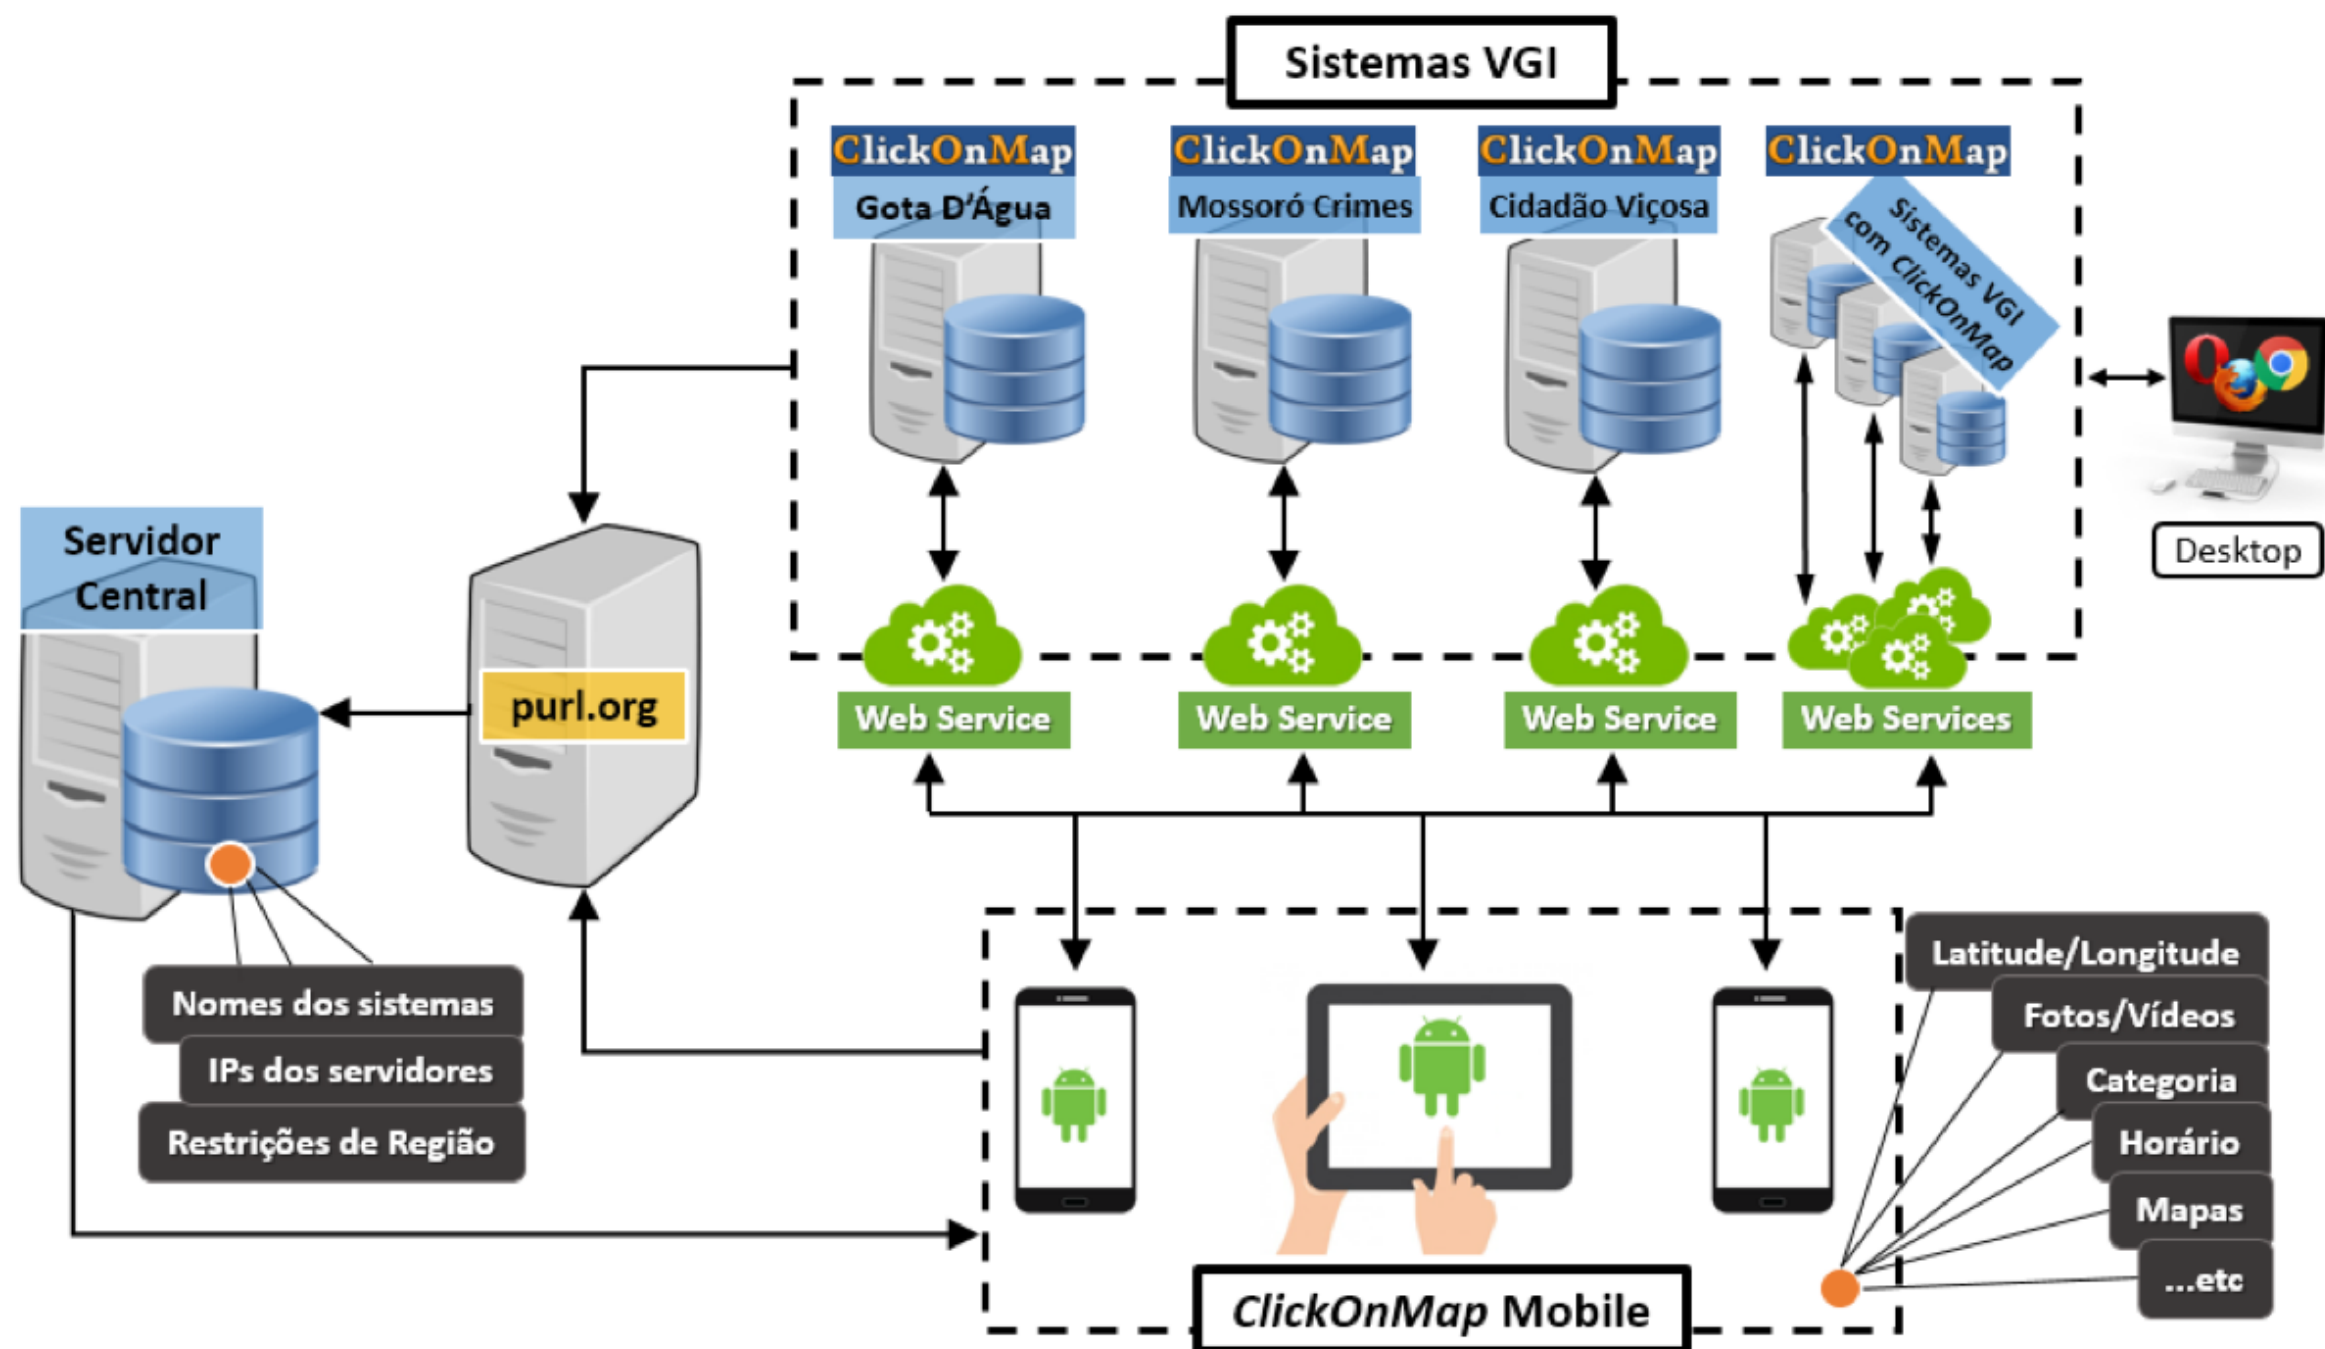 Sistemas VGI
ClickOnMap
Gota D'Água
ClickOnMap
Mossoró Crimes
ClickOnMap
Cidadão Viçosa
ClickOnMap
Sistemas VGI
com ClickOnMap
Desktop
Servidor
Central
purl.org
Web Service
Web Service
Web Service
Web Services
Nomes dos sistemas
IPs dos servidores
Restrições de Região
Latitude/Longitude
Fotos/Vídeos
Categoria
Horário
Mapas
...etc
ClickOnMap Mobile